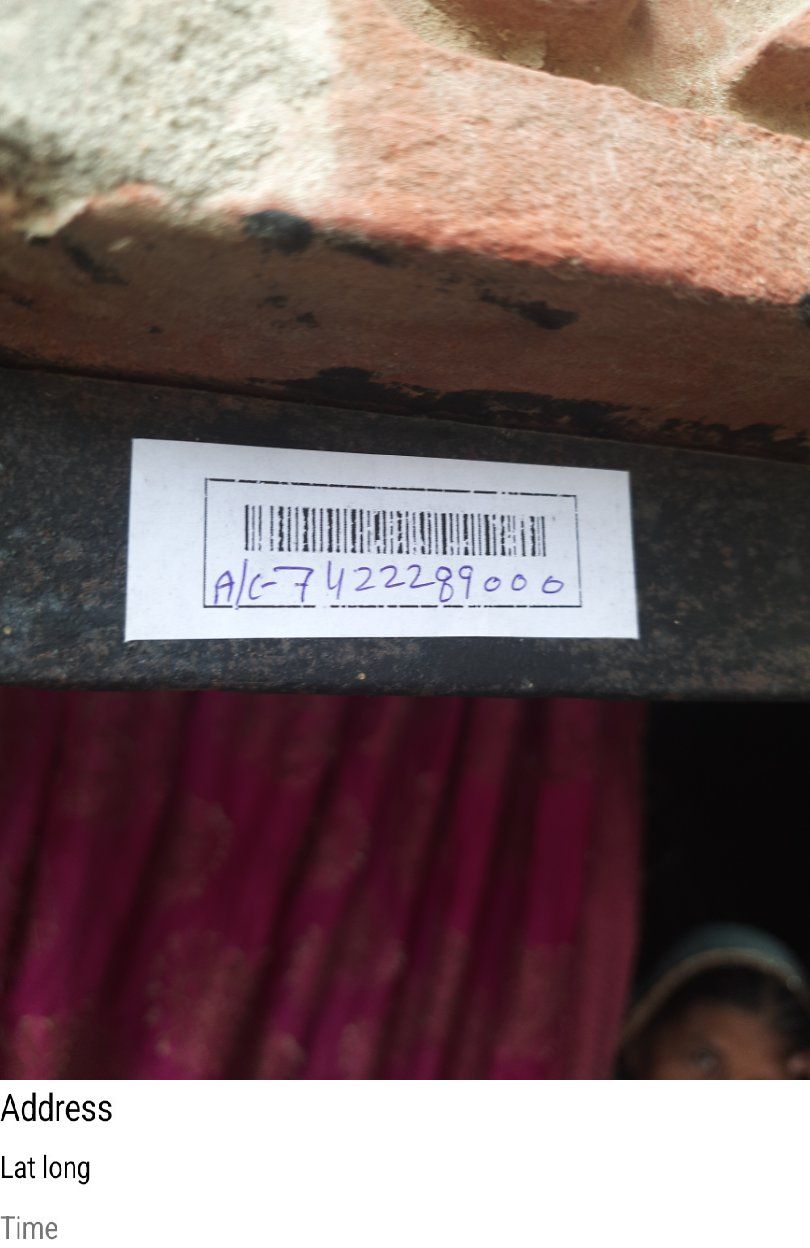 A/C-7422289000
Address
Lat long
Time